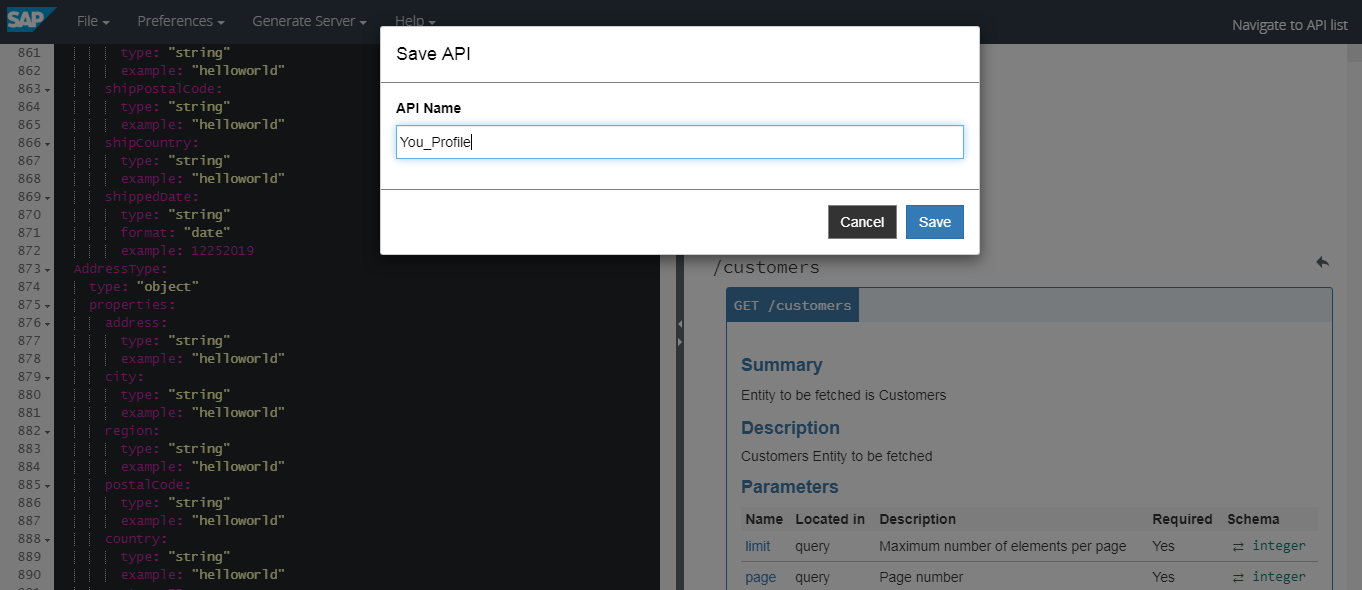 SAP File Preferences Generate Server Help Navigate to API list
Save API
API Name
You_Profile
Cancel Save
861 type: "string"
862 example: "helloworld"
863 shipPostalCode:
864 type: "string"
865 example: "helloworld"
866 shipCountry:
867 type: "string"
868 example: "helloworld"
869 shippedDate:
870 type: "string"
871 format: "date"
872 example: 12252019
873 AddressType:
874 type: "object"
875 properties:
876 address:
877 type: "string"
878 example: "helloworld"
879 city:
880 type: "string"
881 example: "helloworld"
882 region:
883 type: "string"
884 example: "helloworld"
885 postalCode:
886 type: "string"
887 example: "helloworld"
888 country:
889 type: "string"
890 example: "helloworld"
/customers
GET /customers
Summary
Entity to be fetched is Customers
Description
Customers Entity to be fetched
Parameters
Name Located in Description Required Schema
limit query Maximum number of elements per page Yes ⇄ integer
page query Page number Yes ⇄ integer